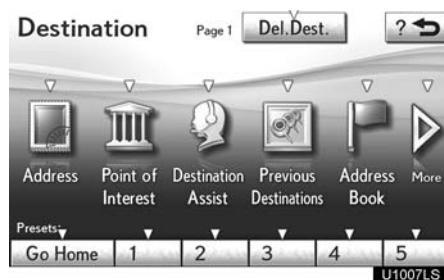 Destination Page 1 Del.Dest. ?
Address Point of Interest Destination Assist Previous Destinations Address Book More
Presets:
Go Home 1 2 3 4 5
U1007LS